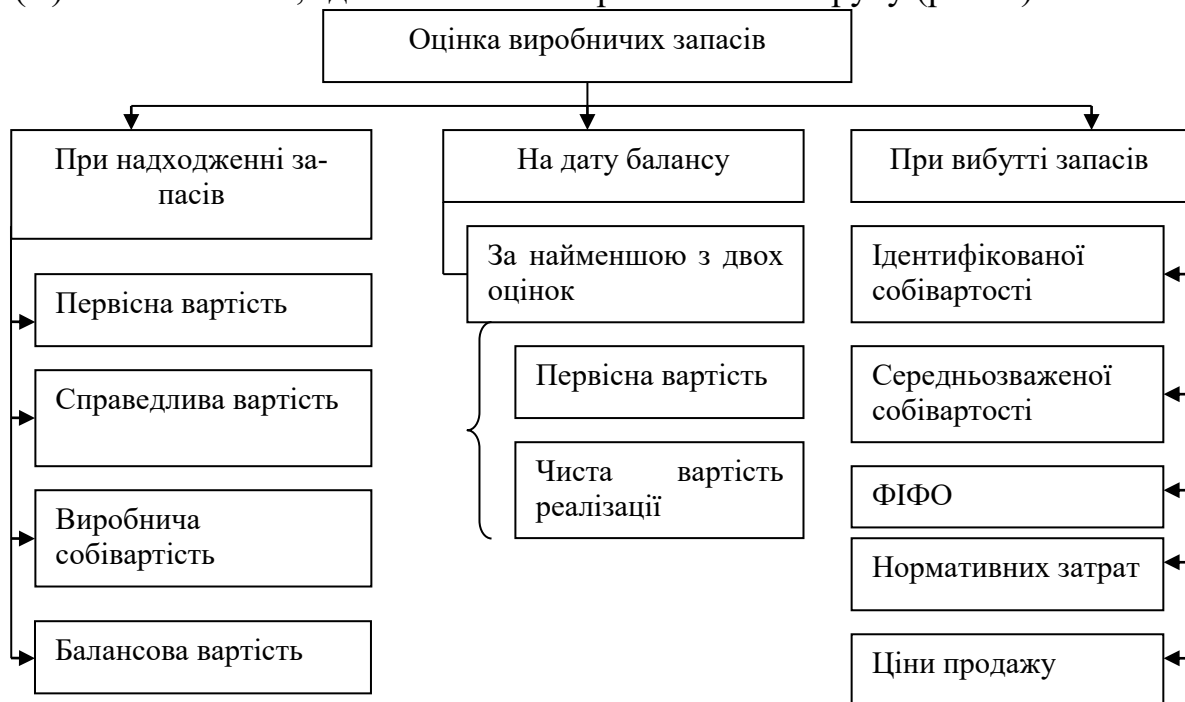 Оцінка виробничих запасів
При надходженні за-
пасів
Первісна вартість
Справедлива вартість
Виробнича
собівартість
Балансова вартість
На дату балансу
За найменшою з двох
оцінок
Первісна вартість
Чиста вартість
реалізації
При вибутті запасів
Ідентифікованої
собівартості
Середньозваженої
собівартості
ФІФО
Нормативних затрат
Ціни продажу